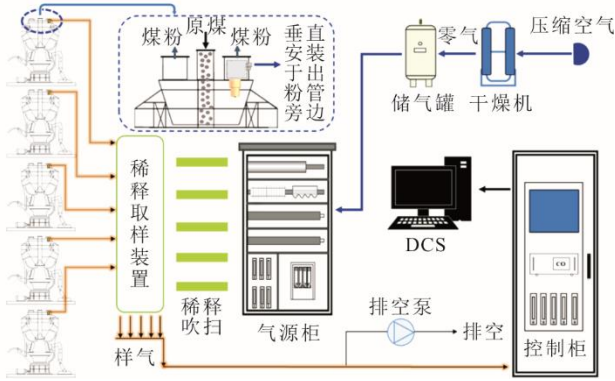 原煤
煤粉
煤粉
垂安于粉旁
直装出管边
零气
压缩空气
储气罐
干燥机
稀释取样装置
稀释
吹扫
气源柜
DCS
CO
控制柜
样气
排空泵
排空